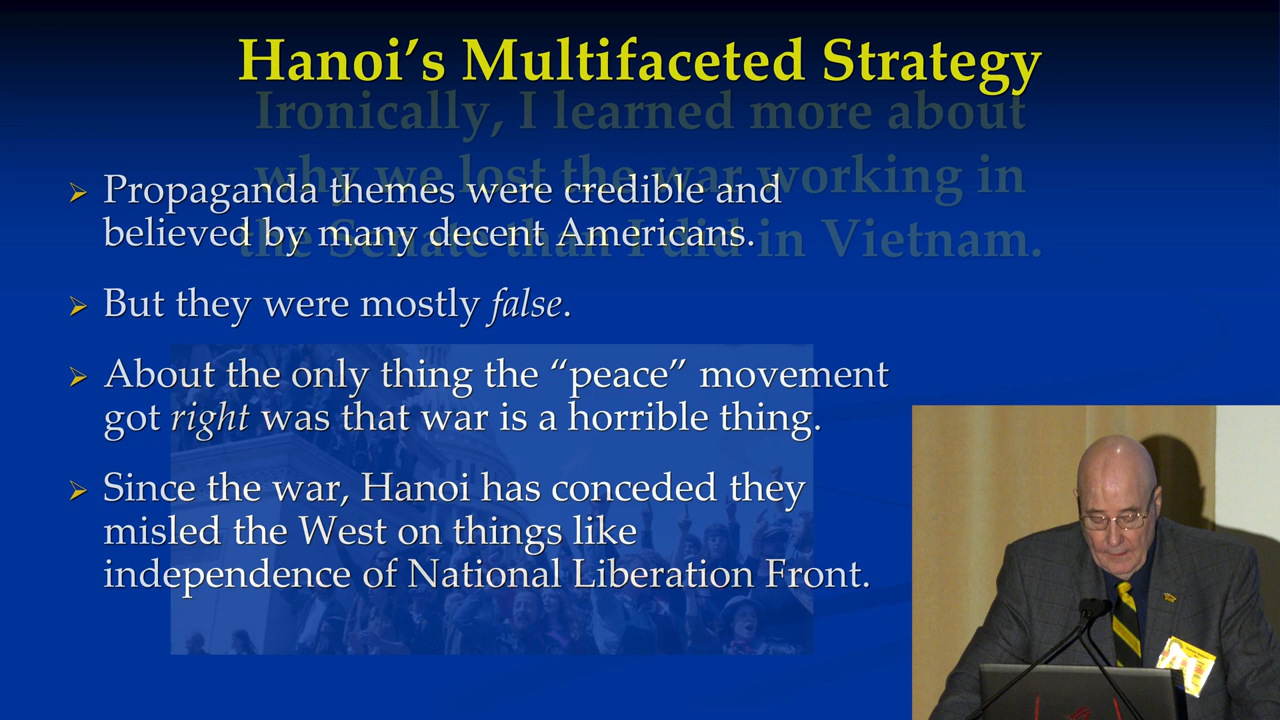 Hanoi’s Multifaceted Strategy
Ironically, I learned more about
why we lost the war working in
the Senate than I did in Vietnam.
➢ Propaganda themes were credible and
believed by many decent Americans.
➢ But they were mostly false.
➢ About the only thing the “peace” movement
got right was that war is a horrible thing.
➢ Since the war, Hanoi has conceded they
misled the West on things like
independence of National Liberation Front.